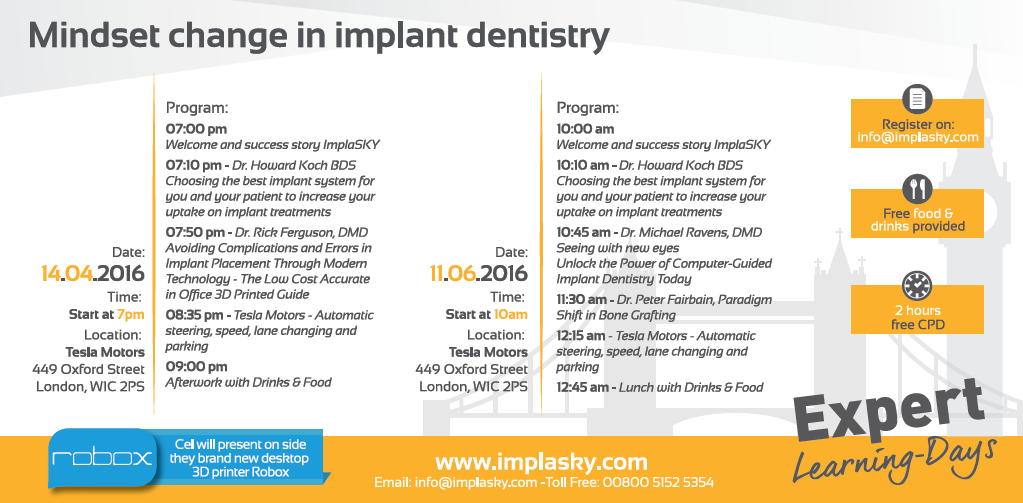 Mindset change in implant dentistry
Date:
14.04.2016
Time:
Start at 7pm
Location:
Tesla Motors
449 Oxford Street
London, WIC 2PS
Program:
07:00 pm
Welcome and success story ImplaSKY
07:10 pm - Dr. Howard Koch BDS
Choosing the best implant system for
you and your patient to increase your
uptake on implant treatments
07:50 pm - Dr. Rick Ferguson, DMD
Avoiding Complications and Errors in
Implant Placement Through Modern
Technology - The Low Cost Accurate
in Office 3D Printed Guide
08:35 pm - Tesla Motors - Automatic
steering, speed, lane changing and
parking
09:00 pm
Afterwork with Drinks & Food
Date:
11.06.2016
Time:
Start at 10am
Location:
Tesla Motors
449 Oxford Street
London, WIC 2PS
Program:
10:00 am
Welcome and success story ImplaSKY
10:10 am - Dr. Howard Koch BDS
Choosing the best implant system for
you and your patient to increase your
uptake on implant treatments
10:45 am - Dr. Michael Ravens, DMD
Seeing with new eyes
Unlock the Power of Computer-Guided
Implant Dentistry Today
11:30 am - Dr. Peter Fairbain, Paradigm
Shift in Bone Grafting
12:15 am - Tesla Motors - Automatic
steering, speed, lane changing and
parking
12:45 am - Lunch with Drinks & Food
Register on:
info@implasky.com
Free food &
drinks provided
2 hours
free CPD
Expert
Learning-Days
robox
Cel will present on side
they brand new desktop
3D printer Robox
www.implasky.com
Email: info@implasky.com -Toll Free: 00800 5152 5354